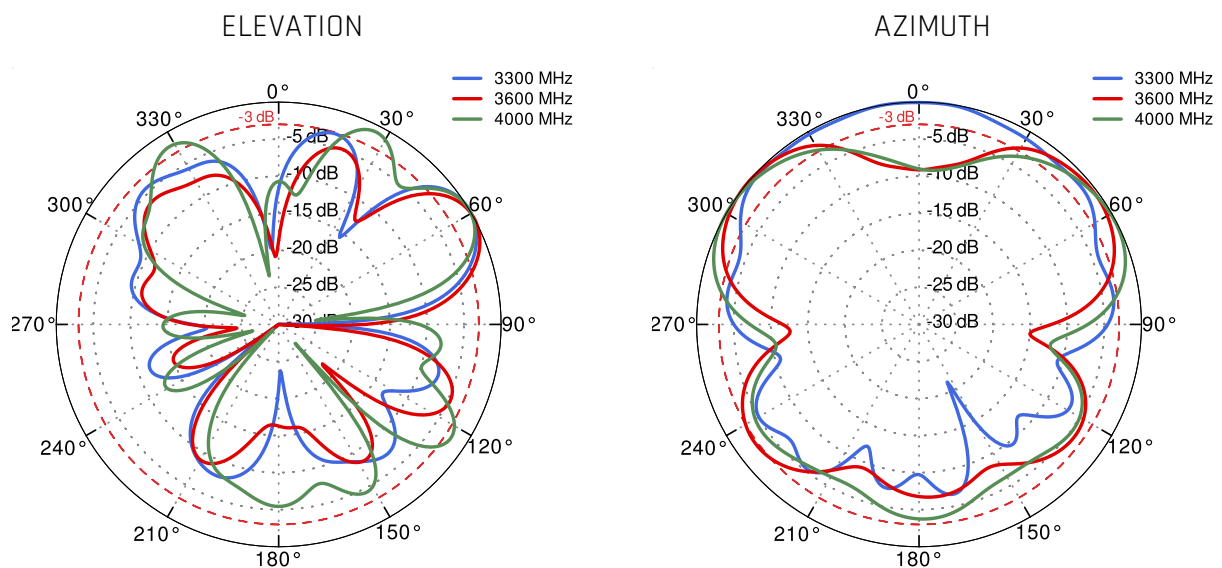 ELEVATION
3300 MHz
3600 MHz
4000 MHz
0°
30°
60°
90°
120°
150°
180°
210°
240°
270°
300°
330°
-3 dB
-5 dB
-10 dB
-15 dB
-20 dB
-25 dB
-30 dB
AZIMUTH
3300 MHz
3600 MHz
4000 MHz
0°
30°
60°
90°
120°
150°
180°
210°
240°
270°
300°
330°
-3 dB
-5 dB
-10 dB
-15 dB
-20 dB
-25 dB
-30 dB